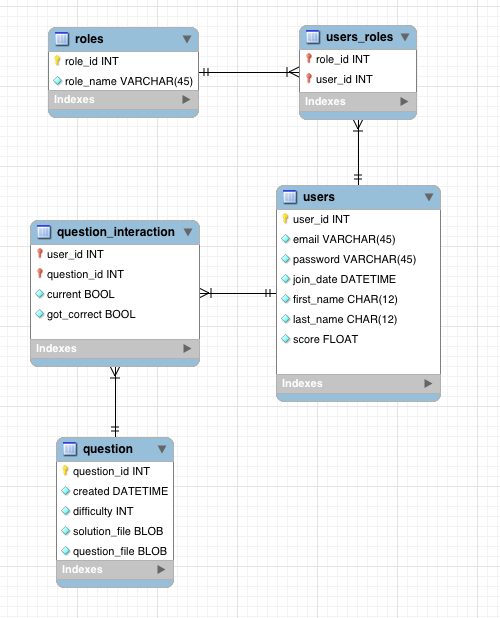 roles
role_id INT
role_name VARCHAR(45)
Indexes
users_roles
role_id INT
user_id INT
Indexes
users
user_id INT
email VARCHAR(45)
password VARCHAR(45)
join_date DATETIME
first_name CHAR(12)
last_name CHAR(12)
score FLOAT
Indexes
question_interaction
user_id INT
question_id INT
current BOOL
got_correct BOOL
Indexes
question
question_id INT
created DATETIME
difficulty INT
solution_file BLOB
question_file BLOB
Indexes